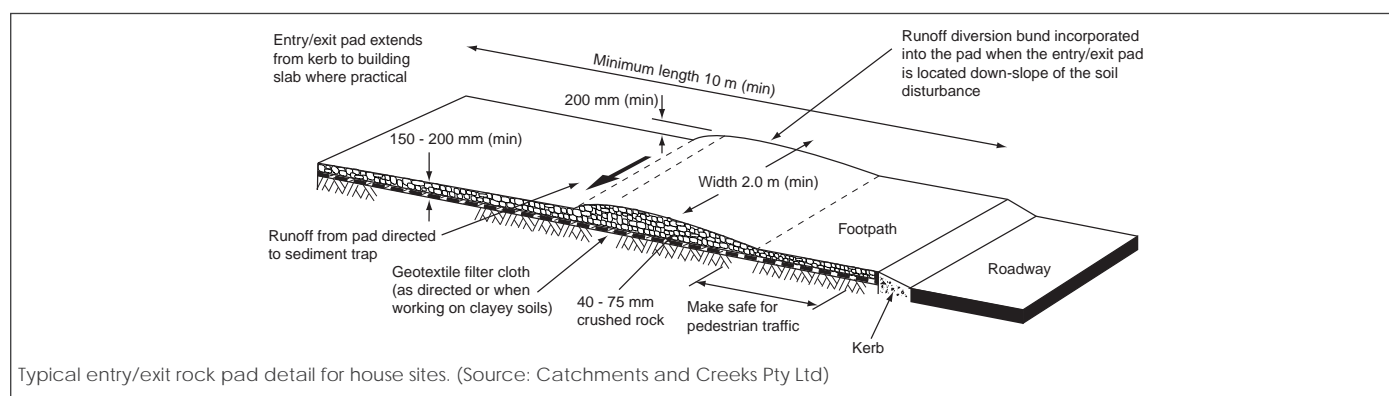 Entry/exit pad extends
from kerb to building
slab where practical
Minimum length 10 m (min)
Runoff diversion bund incorporated
into the pad when the entry/exit pad
is located down-slope of the soil
disturbance
200 mm (min)
150 - 200 mm (min)
Width 2.0 m (min)
Footpath
Roadway
Runoff from pad directed
to sediment trap
Geotextile filter cloth
(as directed or when
working on clayey soils)
40 - 75 mm
crushed rock
Make safe for
pedestrian traffic
Kerb
Typical entry/exit rock pad detail for house sites. (Source: Catchments and Creeks Pty Ltd)